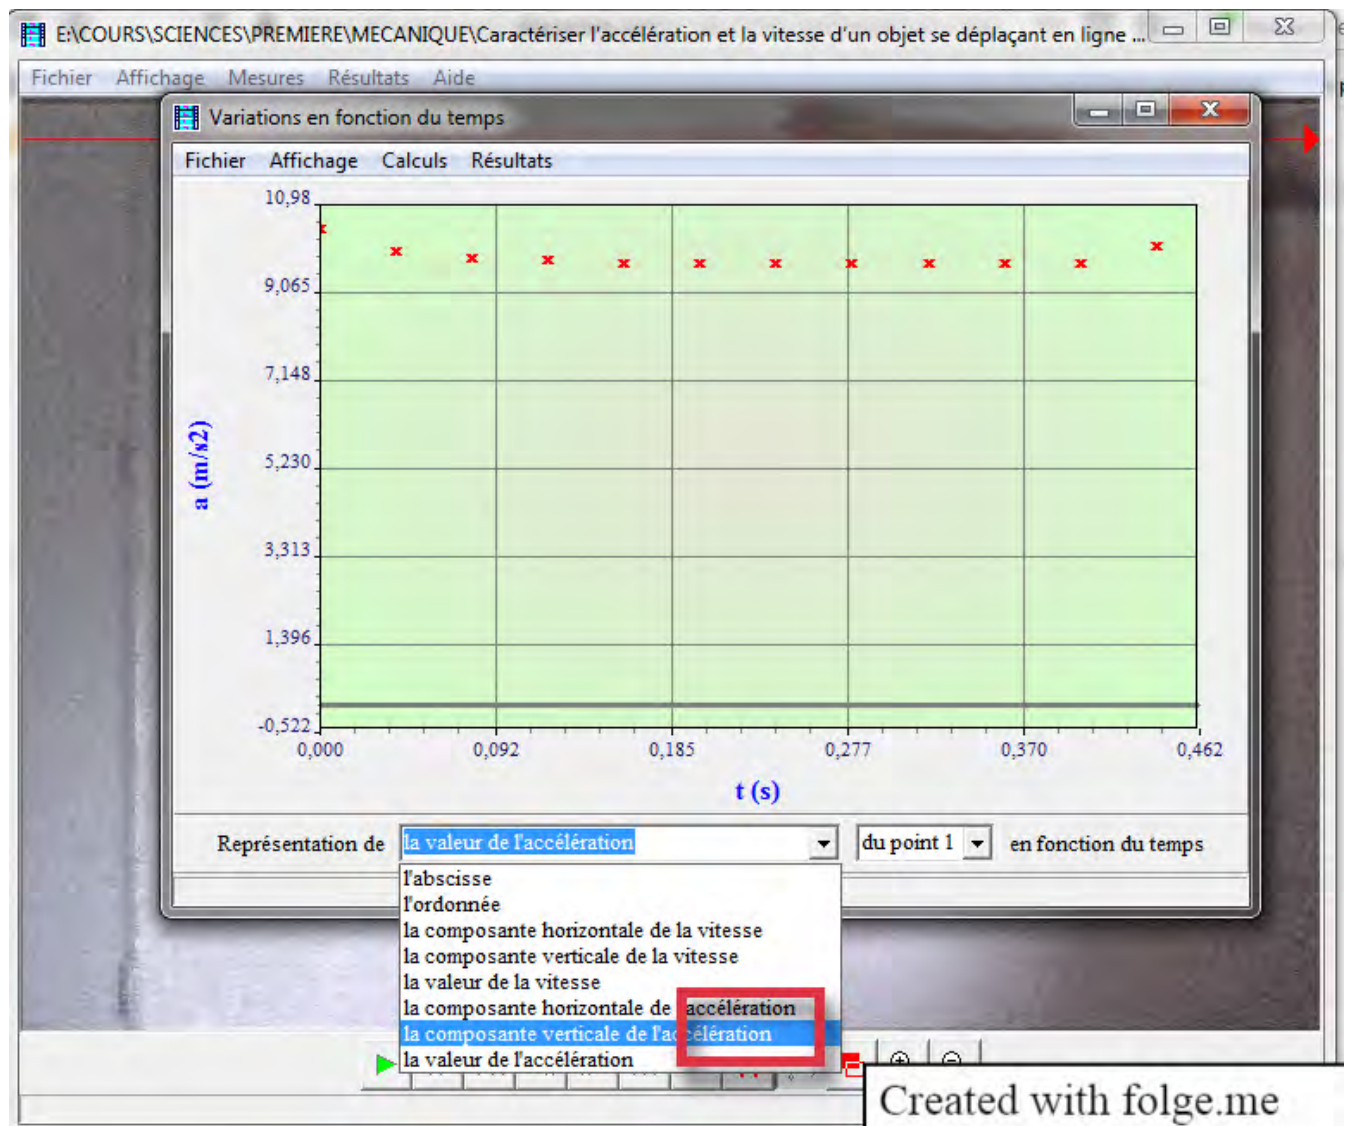 E:\COURS\SCIENCES\PREMIERE\MECANIQUE\Caractériser l'accélération et la vitesse d'un objet se déplaçant en ligne ...
Fichier Affichage Mesures Résultats Aide
Variations en fonction du temps
Fichier Affichage Calculs Résultats
10,98
9,065
7,148
5,230
3,313
1,396
-0,522
a (m/s2)
0,000 0,092 0,185 0,277 0,370 0,462
t (s)
Représentation de la valeur de l'accélération du point 1 en fonction du temps
l'abscisse
l'ordonnée
la composante horizontale de la vitesse
la composante verticale de la vitesse
la valeur de la vitesse
la composante horizontale de l'accélération
la composante verticale de l'accélération
la valeur de l'accélération
Created with folge.me